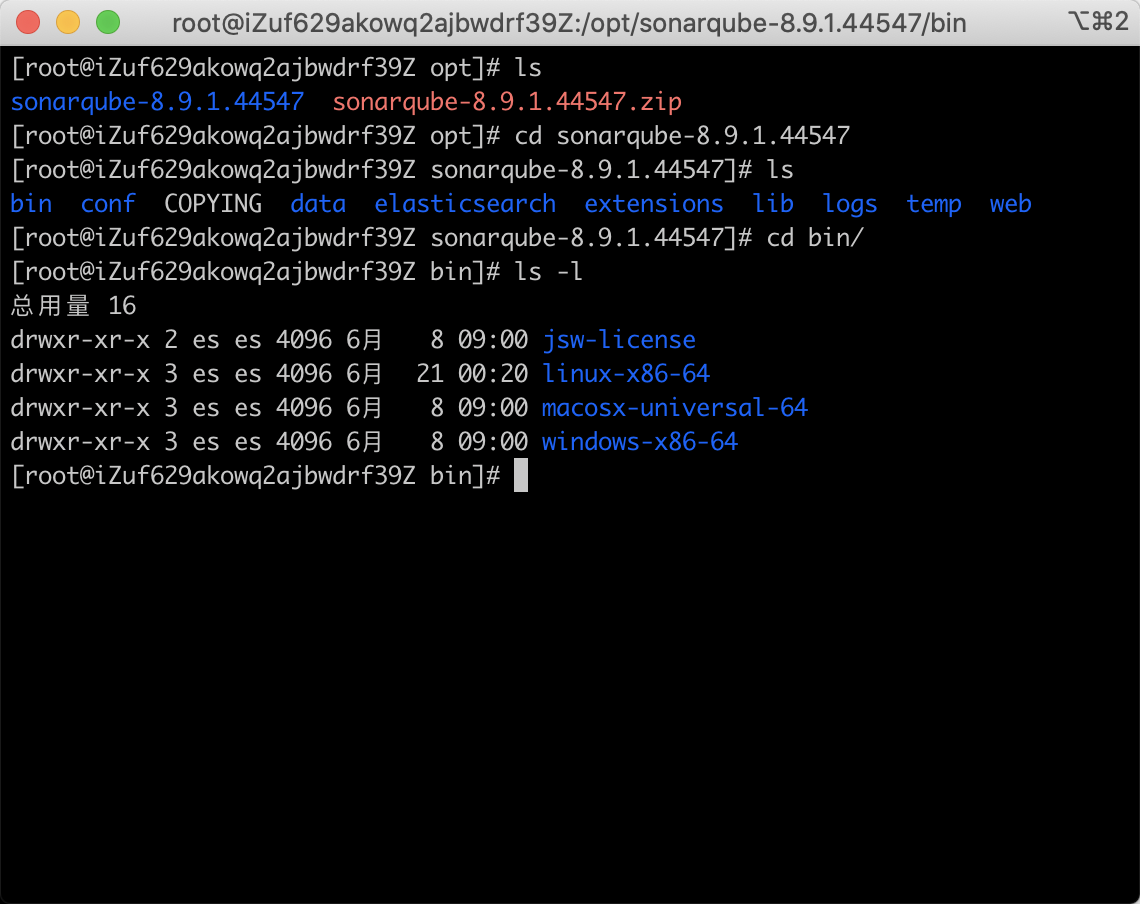 root@iZuf629akowq2ajbwdrf39Z:/opt/sonarqube-8.9.1.44547/bin ⌥⌘2
[root@iZuf629akowq2ajbwdrf39Z opt]# ls
sonarqube-8.9.1.44547  sonarqube-8.9.1.44547.zip
[root@iZuf629akowq2ajbwdrf39Z opt]# cd sonarqube-8.9.1.44547
[root@iZuf629akowq2ajbwdrf39Z sonarqube-8.9.1.44547]# ls
bin  conf  COPYING  data  elasticsearch  extensions  lib  logs  temp  web
[root@iZuf629akowq2ajbwdrf39Z sonarqube-8.9.1.44547]# cd bin/
[root@iZuf629akowq2ajbwdrf39Z bin]# ls -l
总用量 16
drwxr-xr-x 2 es es 4096 6月   8 09:00 jsw-license
drwxr-xr-x 3 es es 4096 6月  21 00:20 linux-x86-64
drwxr-xr-x 3 es es 4096 6月   8 09:00 macosx-universal-64
drwxr-xr-x 3 es es 4096 6月   8 09:00 windows-x86-64
[root@iZuf629akowq2ajbwdrf39Z bin]#